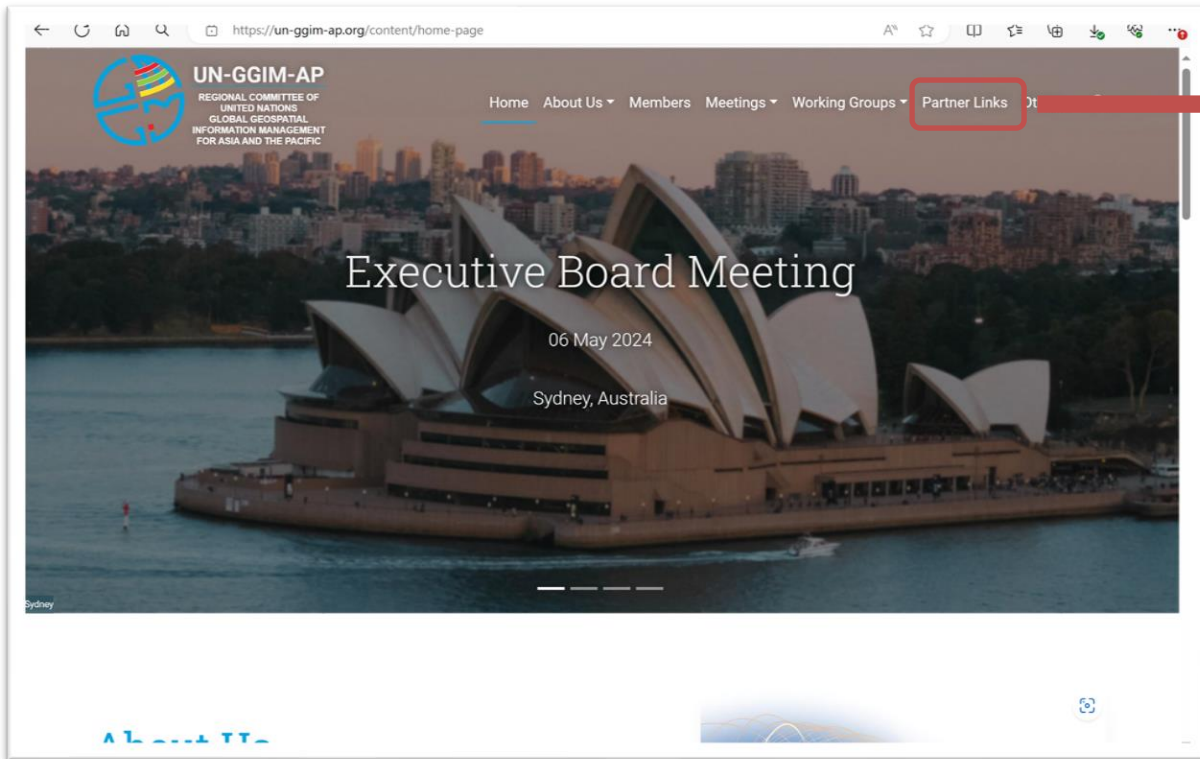 https://un-ggim-ap.org/content/home-page
UN-GGIM-AP
REGIONAL COMMITTEE OF
UNITED NATIONS
GLOBAL GEOSPATIAL
INFORMATION MANAGEMENT
FOR ASIA AND THE PACIFIC
Home About Us Members Meetings Working Groups Partner Links
Executive Board Meeting
06 May 2024
Sydney, Australia
Sydney
About Us